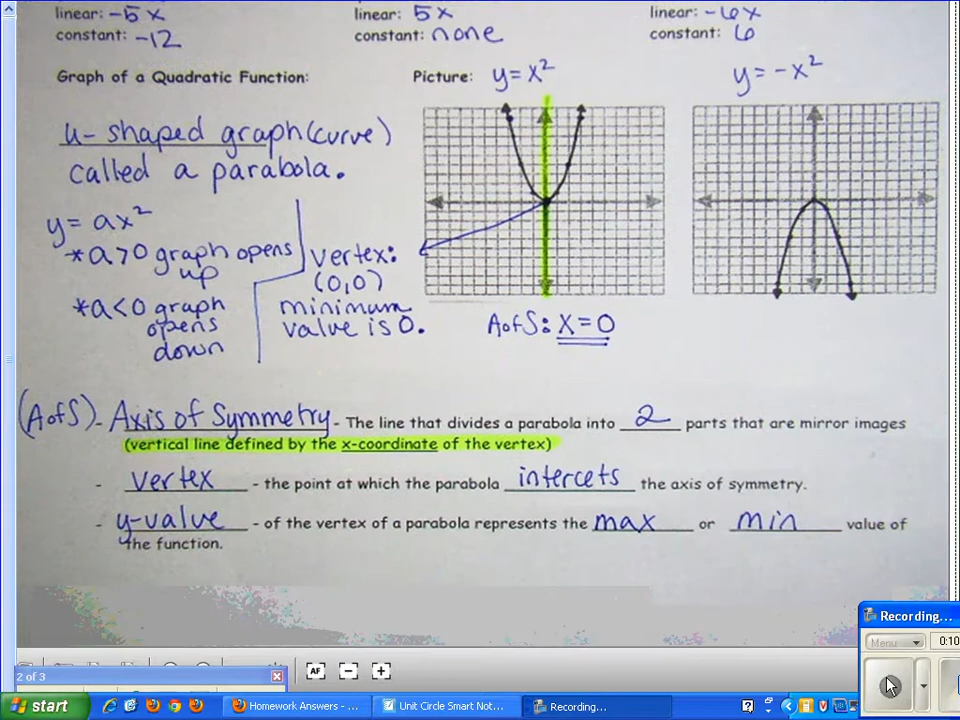 linear: -5x
linear: 5x
linear: -6x
constant: -12
constant: none
constant: 6
Graph of a Quadratic Function:
Picture: y = x²
y = -x²
u-shaped graph (curve)
called a parabola.
y = ax²
*a>0 graph opens
up
*a<0 graph
opens
down
vertex:
(0,0)
minimum
value is 0.
AofS: x = 0
(AofS) - Axis of Symmetry - The line that divides a parabola into 2 parts that are mirror images
(vertical line defined by the x-coordinate of the vertex)
- vertex - the point at which the parabola intercets the axis of symmetry.
- y-value - of the vertex of a parabola represents the max or min value of
the function.
2 of 3
AF
Recording...
Menu
0:10
start
Homework Answers - ...
Unit Circle Smart Not...
Recording...